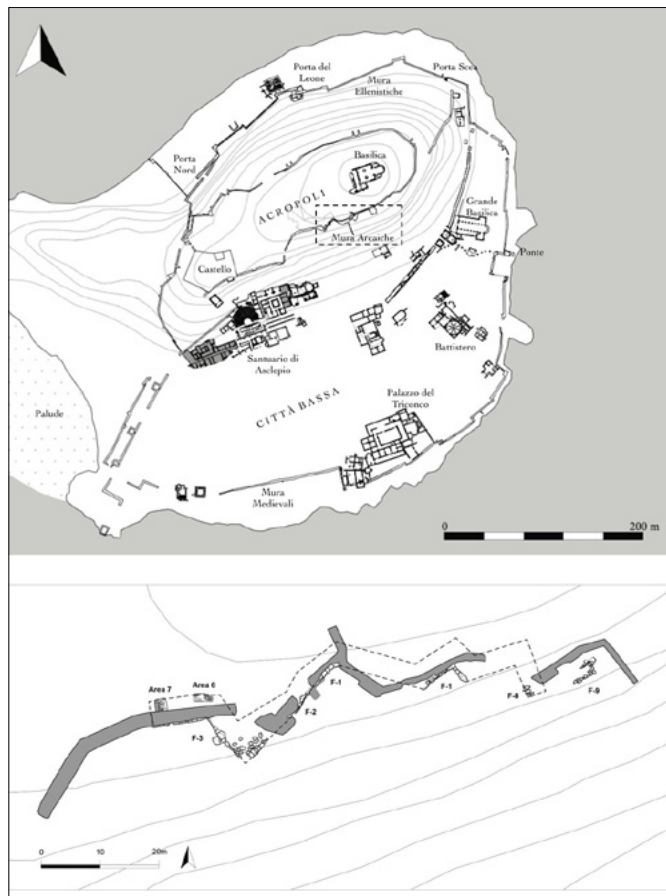 Porta del
Leone
Mura
Ellenistiche
Porta Scea
Porta
Nord
Basilica
ACROPOLI
Grande
Basilica
Mura Arcaiche
Ponte
Castello
Santuario di
Asclepio
Battistero
Palude
CITTÀ BASSA
Palazzo del
Triconco
Mura
Medievali
0 200 m
Area 7
Area 6
F-1
F-1
F-2
F-3
F-8
F-9
0 10 20m